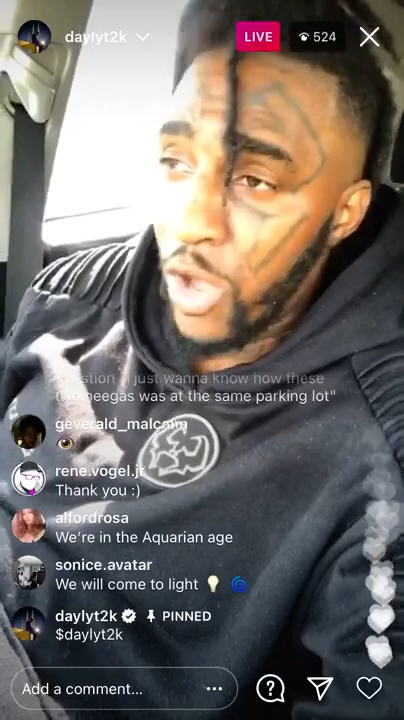 daylyt2k
LIVE
524
just wanna know how these
neegas was at the same parking lot"
geverald_malcolm
👁️
rene.vogel.jr
Thank you :)
alfordrosa
We're in the Aquarian age
sonice.avatar
We will come to light 💡 🌀
daylyt2k PINNED
$daylyt2k
Add a comment...